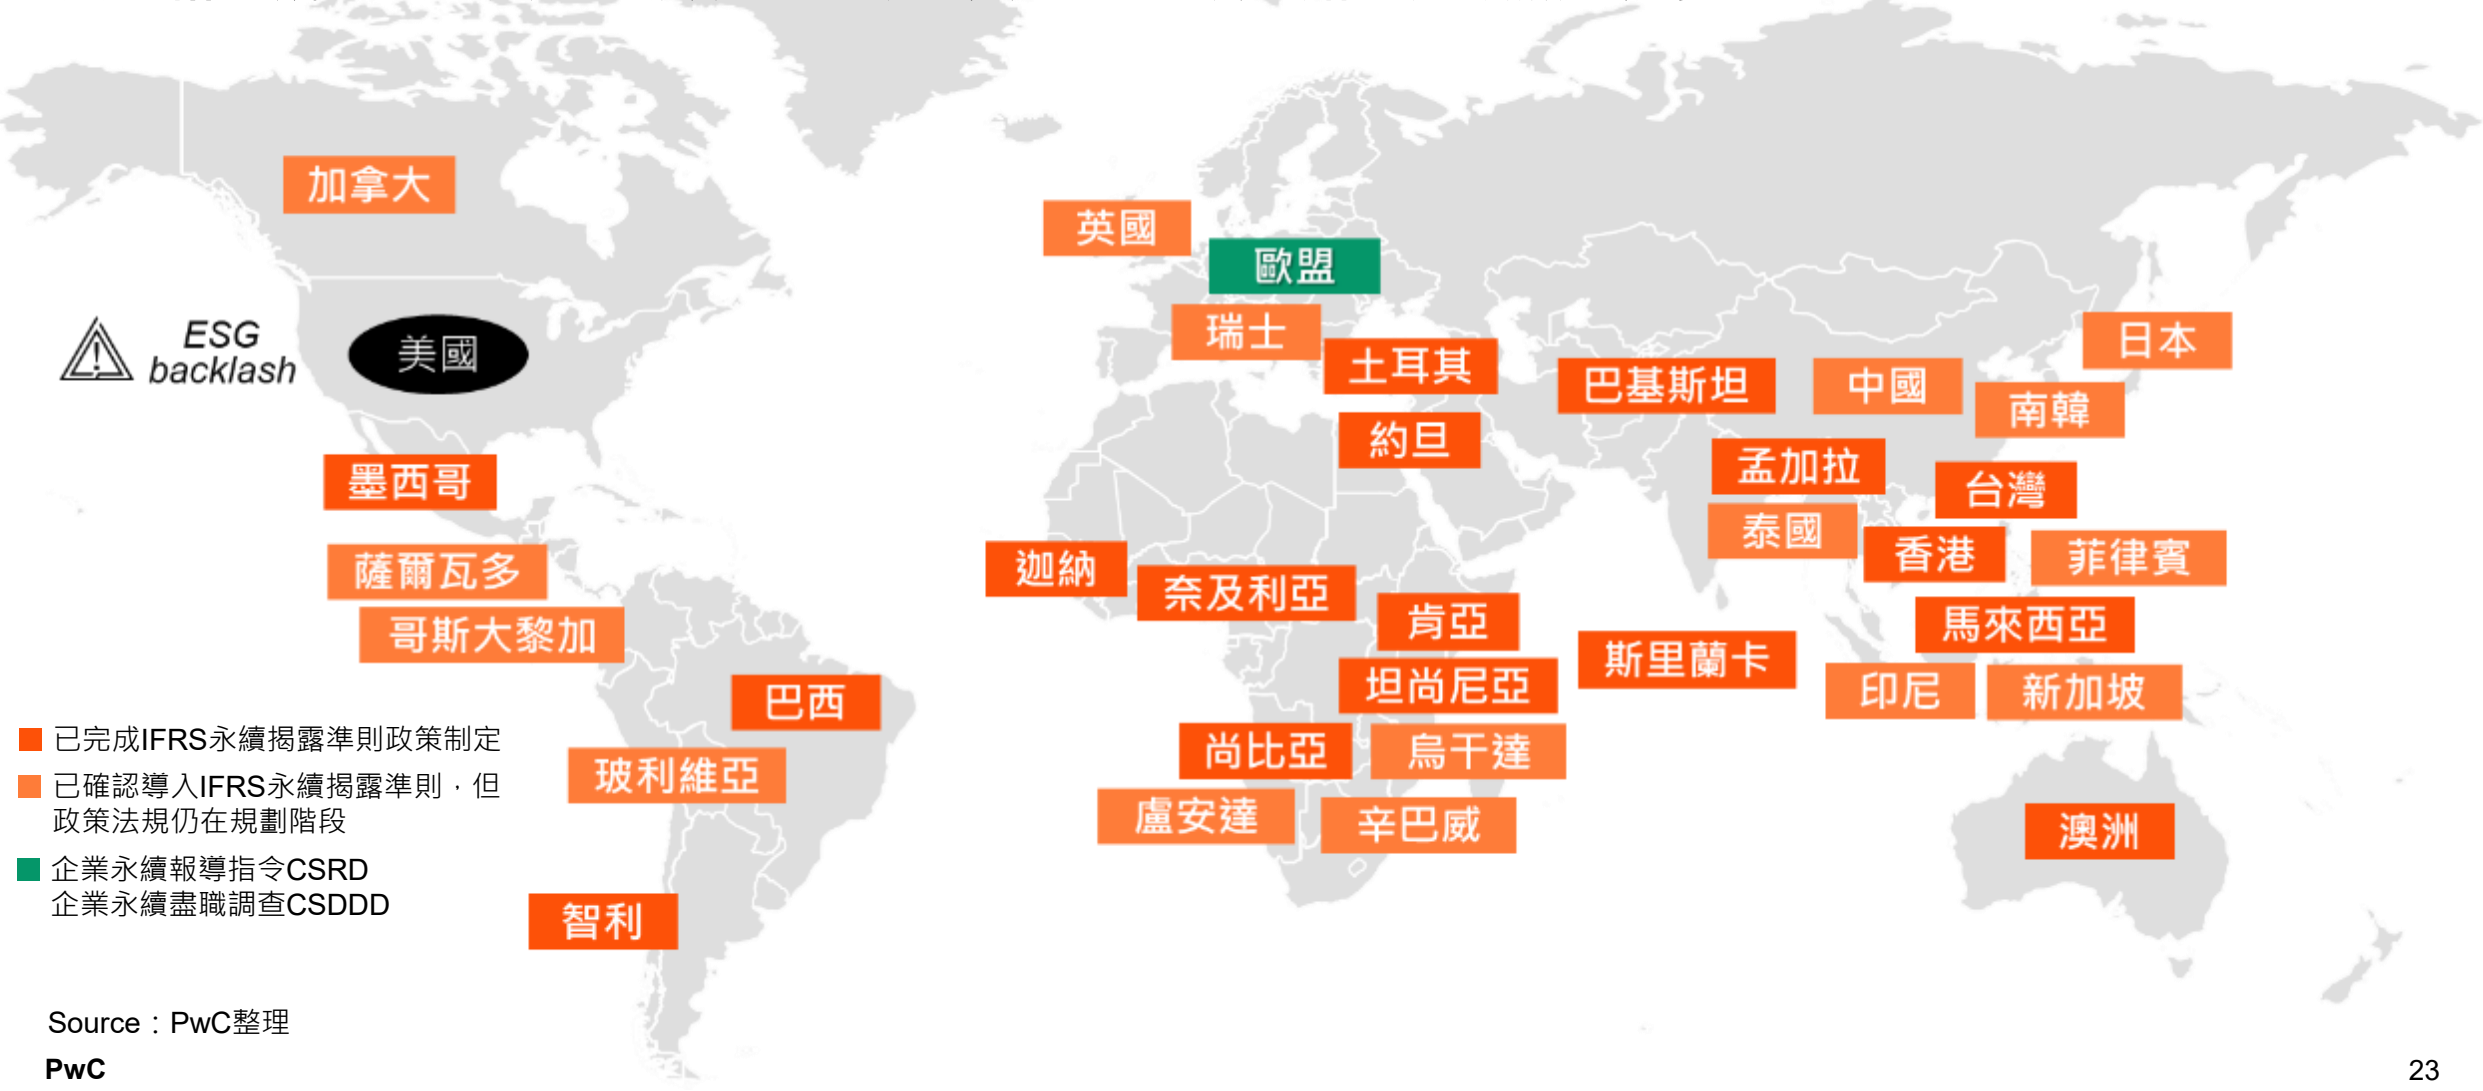 加拿大
英國
歐盟
瑞士
ESG
backlash
美國
土耳其
巴基斯坦
中國
日本
南韓
約旦
墨西哥
孟加拉
台灣
泰國
香港
菲律賓
薩爾瓦多
迦納
奈及利亞
哥斯大黎加
肯亞
馬來西亞
斯里蘭卡
巴西
坦尚尼亞
印尼
新加坡
已完成IFRS永續揭露準則政策制定
尚比亞
烏干達
玻利維亞
已確認導入IFRS永續揭露準則，但
政策法規仍在規劃階段
盧安達
辛巴威
澳洲
企業永續報導指令CSRD
企業永續盡職調查CSDDD
智利
Source：PwC整理
PwC
23